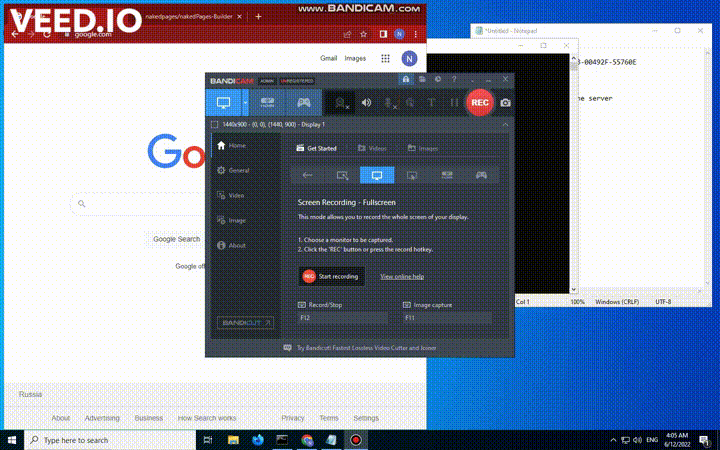 VEED.IO
www.BANDICAM.com
nakedpages/nakedPages-Builder
*Untitled - Notepad
google.com
Gmail Images
N
-00492F-55760E
server
BANDICAM ADMIN UNREGISTERED
REC
1440x900 - (0, 0), (1440, 900) - Display 1
Home
General
Video
Image
About
BANDICUT
Get Started Videos Images
Screen Recording - Fullscreen
This mode allows you to record the whole screen of your display.
1. Choose a monitor to be captured.
2. Click the 'REC' button or press the record hotkey.
REC Start recording View online help
Record/Stop Image capture
F12 F11
Try Bandicut! Fastest Lossless Video Cutter and Joiner
Goo
Google Search
Google of
Col 1 100% Windows (CRLF) UTF-8
Russia
About Advertising Business How Search works Privacy Terms Settings
Type here to search
ENG
4:05 AM
6/12/2022